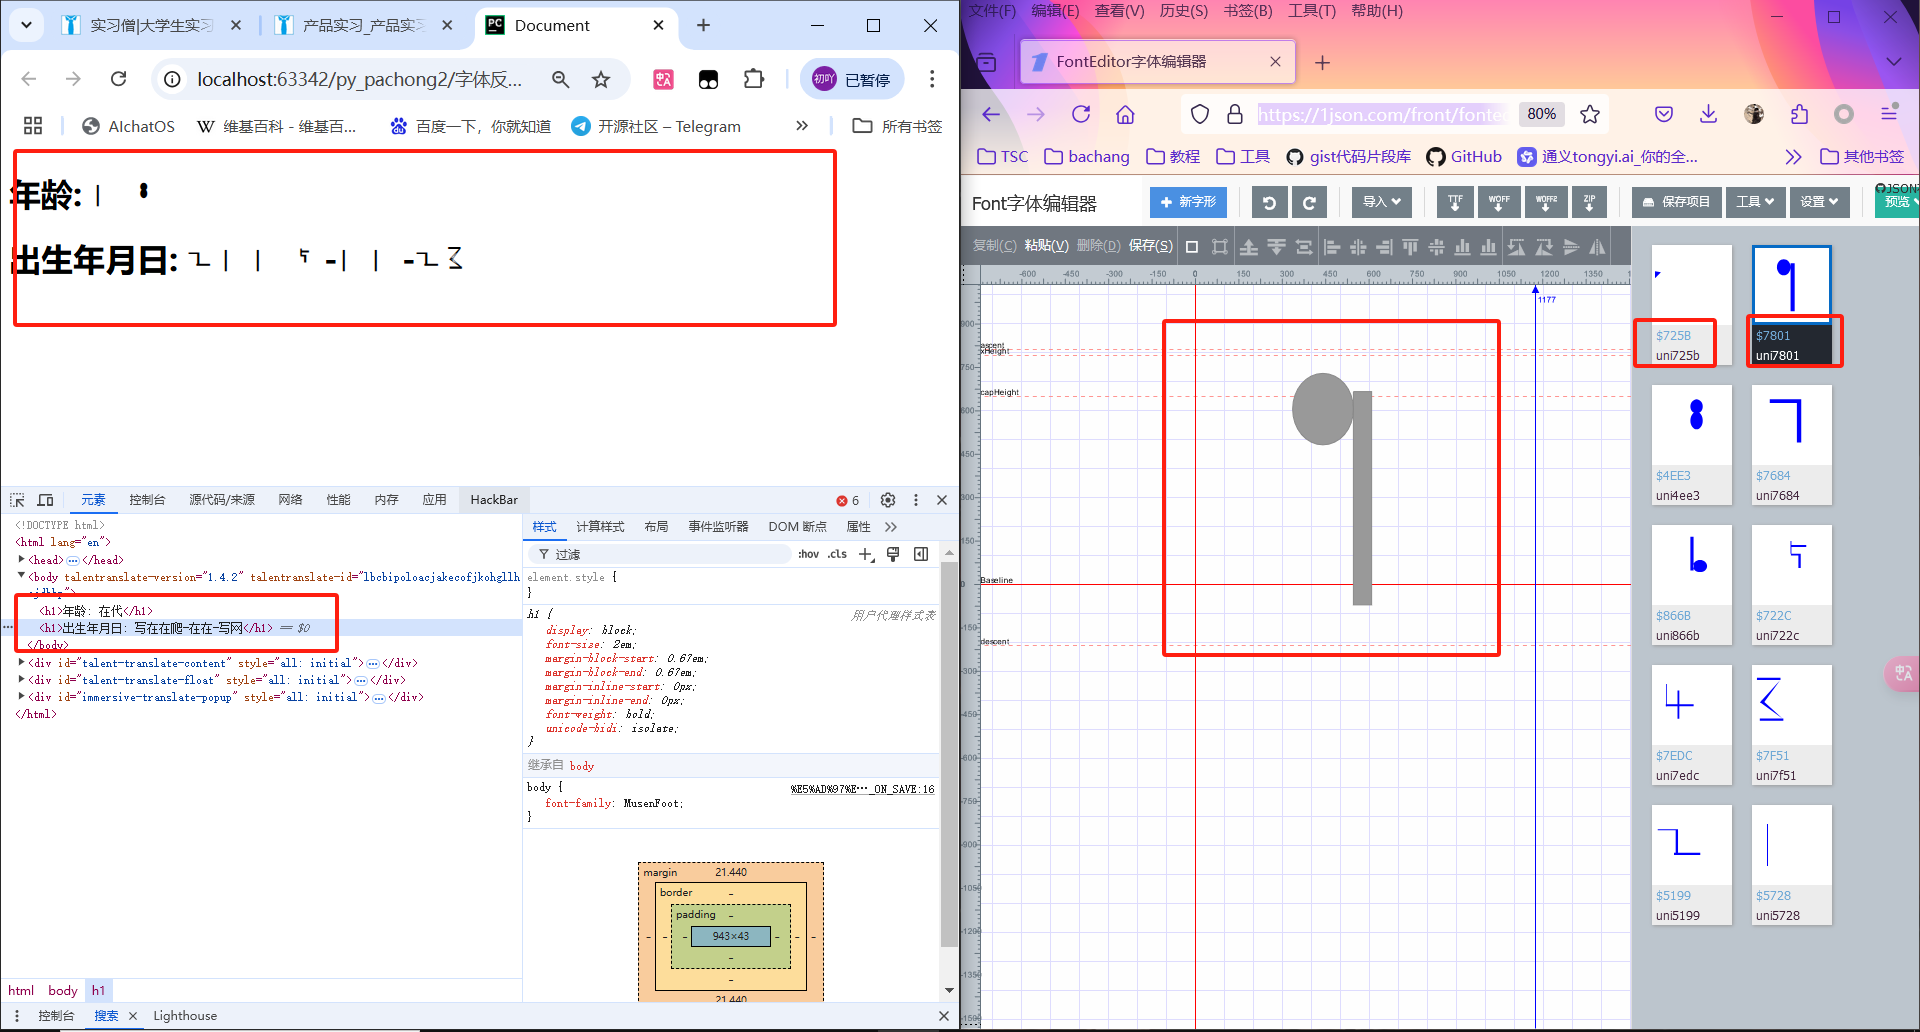 实习僧|大学生实习
产品实习_产品实习
Document
localhost:63342/py_pachong2/字体反...
初吖
已暂停
AIchatOS
维基百科 - 维基百...
百度一下，你就知道
开源社区 – Telegram
所有书签
年龄:
出生年月日:
元素
控制台
源代码/来源
网络
性能
内存
应用
HackBar
6
<!DOCTYPE html>
<html lang="en">
<head> </head>
<body talentranslate-version="1.4.2" talentranslate-id="lbcbipoloacjakecofjkohgllh
<h1>年龄: 在代</h1>
<h1>出生年月日: 写在在爬-在在-写网</h1> == $0
</body>
<div id="talent-translate-content" style="all: initial"> </div>
<div id="talent-translate-float" style="all: initial"> </div>
<div id="immersive-translate-popup" style="all: initial"> </div>
</html>
html body h1
样式
计算样式
布局
事件监听器
DOM 断点
属性
过滤
:hov .cls
element.style {
}
h1 {
用户代理样式表
display: block;
font-size: 2em;
margin-block-start: 0.67em;
margin-block-end: 0.67em;
margin-inline-start: 0px;
margin-inline-end: 0px;
font-weight: bold;
unicode-bidi: isolate;
}
继承自 body
body {
%E5%AD%97%E…_ON_SAVE:16
font-family: MusenFoot;
}
margin 21.440
border -
padding -
943×43
21.440
控制台
搜索
Lighthouse
文件(F) 编辑(E) 查看(V) 历史(S) 书签(B) 工具(T) 帮助(H)
FontEditor字体编辑器
https://1json.com/front/fonted
80%
TSC
bachang
教程
工具
gist代码片段库
GitHub
通义tongyi.ai_你的全...
其他书签
Font字体编辑器
+ 新字形
导入
TTF
WOFF
WOFF2
ZIP
保存项目
工具
设置
JSON
预览
复制(C) 粘贴(V) 删除(D) 保存(S)
-600 -450 -300 -150 0 150 300 450 600 750 900 1050 1200 1350
1177
ascent
xHeight
capHeight
Baseline
descent
$725B
uni725b
$7801
uni7801
$4EE3
uni4ee3
$7684
uni7684
$866B
uni866b
$722C
uni722c
$7EDC
uni7edc
$7F51
uni7f51
$5199
uni5199
$5728
uni5728